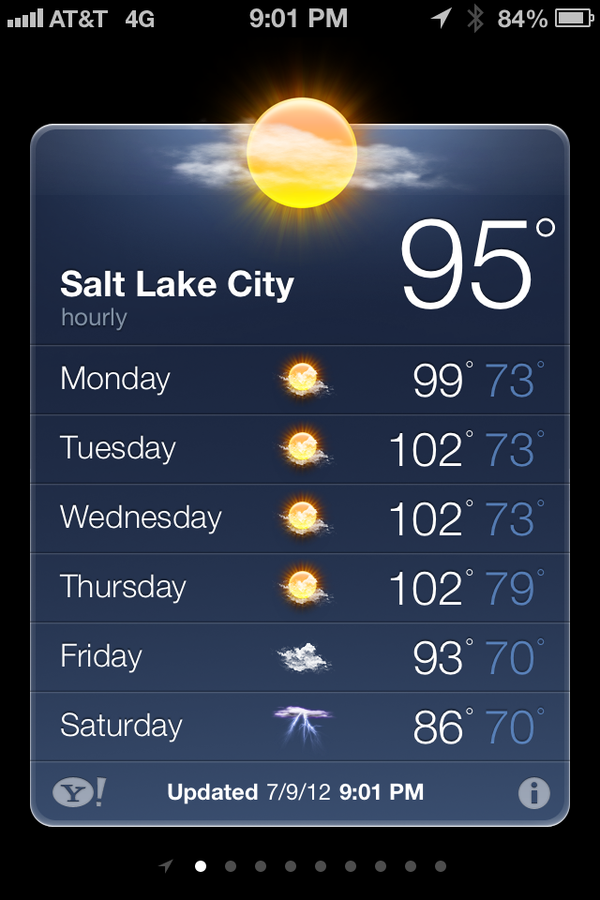 AT&T 4G 9:01 PM 84%
95°
Salt Lake City
hourly
Monday 99° 73°
Tuesday 102° 73°
Wednesday 102° 73°
Thursday 102° 79°
Friday 93° 70°
Saturday 86° 70°
Y! Updated 7/9/12 9:01 PM i